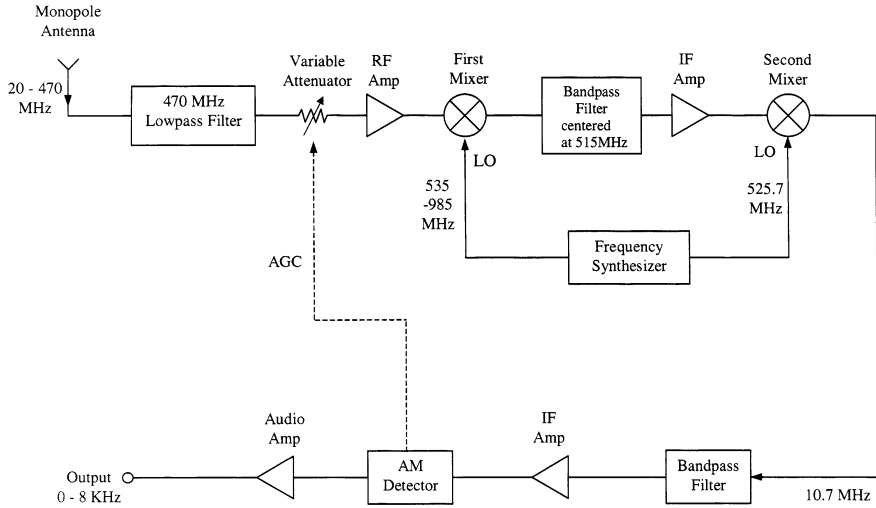 Monopole
Antenna
20 - 470
MHz
470 MHz
Lowpass Filter
Variable
Attenuator
RF
Amp
First
Mixer
LO
535
-985
MHz
Bandpass
Filter
centered
at 515MHz
IF
Amp
Second
Mixer
LO
525.7
MHz
Frequency
Synthesizer
AGC
Audio
Amp
Output
0 - 8 KHz
AM
Detector
IF
Amp
Bandpass
Filter
10.7 MHz